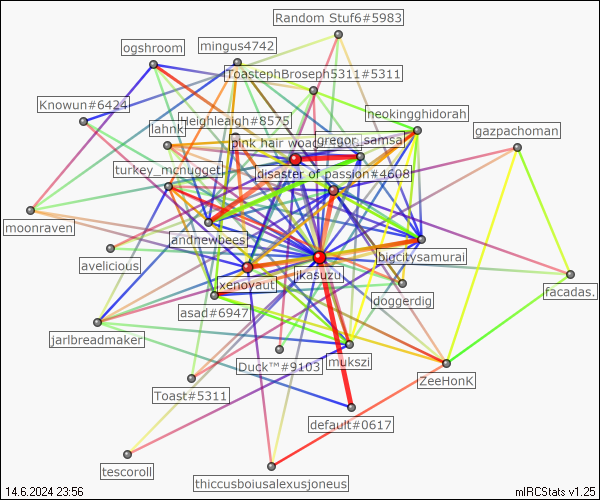 Random Stuf6#5983
ogshroom
mingus4742
ToastephBroseph5311#5311
Knowun#6424
neokingghidorah
Heighleaigh#8575
lahnk
gazpachoman
pink hair woac
gregor_samsa
turkey_mcnugget
disaster of passion#4608
moonraven
andnewbees
avelicious
bigcitysamurai
xenoyaut
jkasuzu
doggerdig
facadas.
asad#6947
jarlbreadmaker
Duck™#9103
mukszi
ZeeHonK
Toast#5311
default#0617
tescoroll
thiccusboiusalexusjoneus
14.6.2024 23:56
mIRCStats v1.25